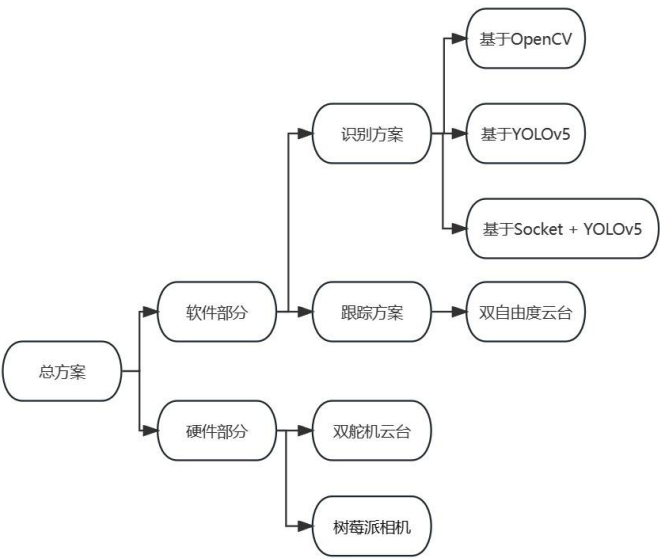 基于OpenCV
识别方案
基于YOLOv5
基于Socket + YOLOv5
软件部分
跟踪方案
双自由度云台
总方案
硬件部分
双舵机云台
树莓派相机